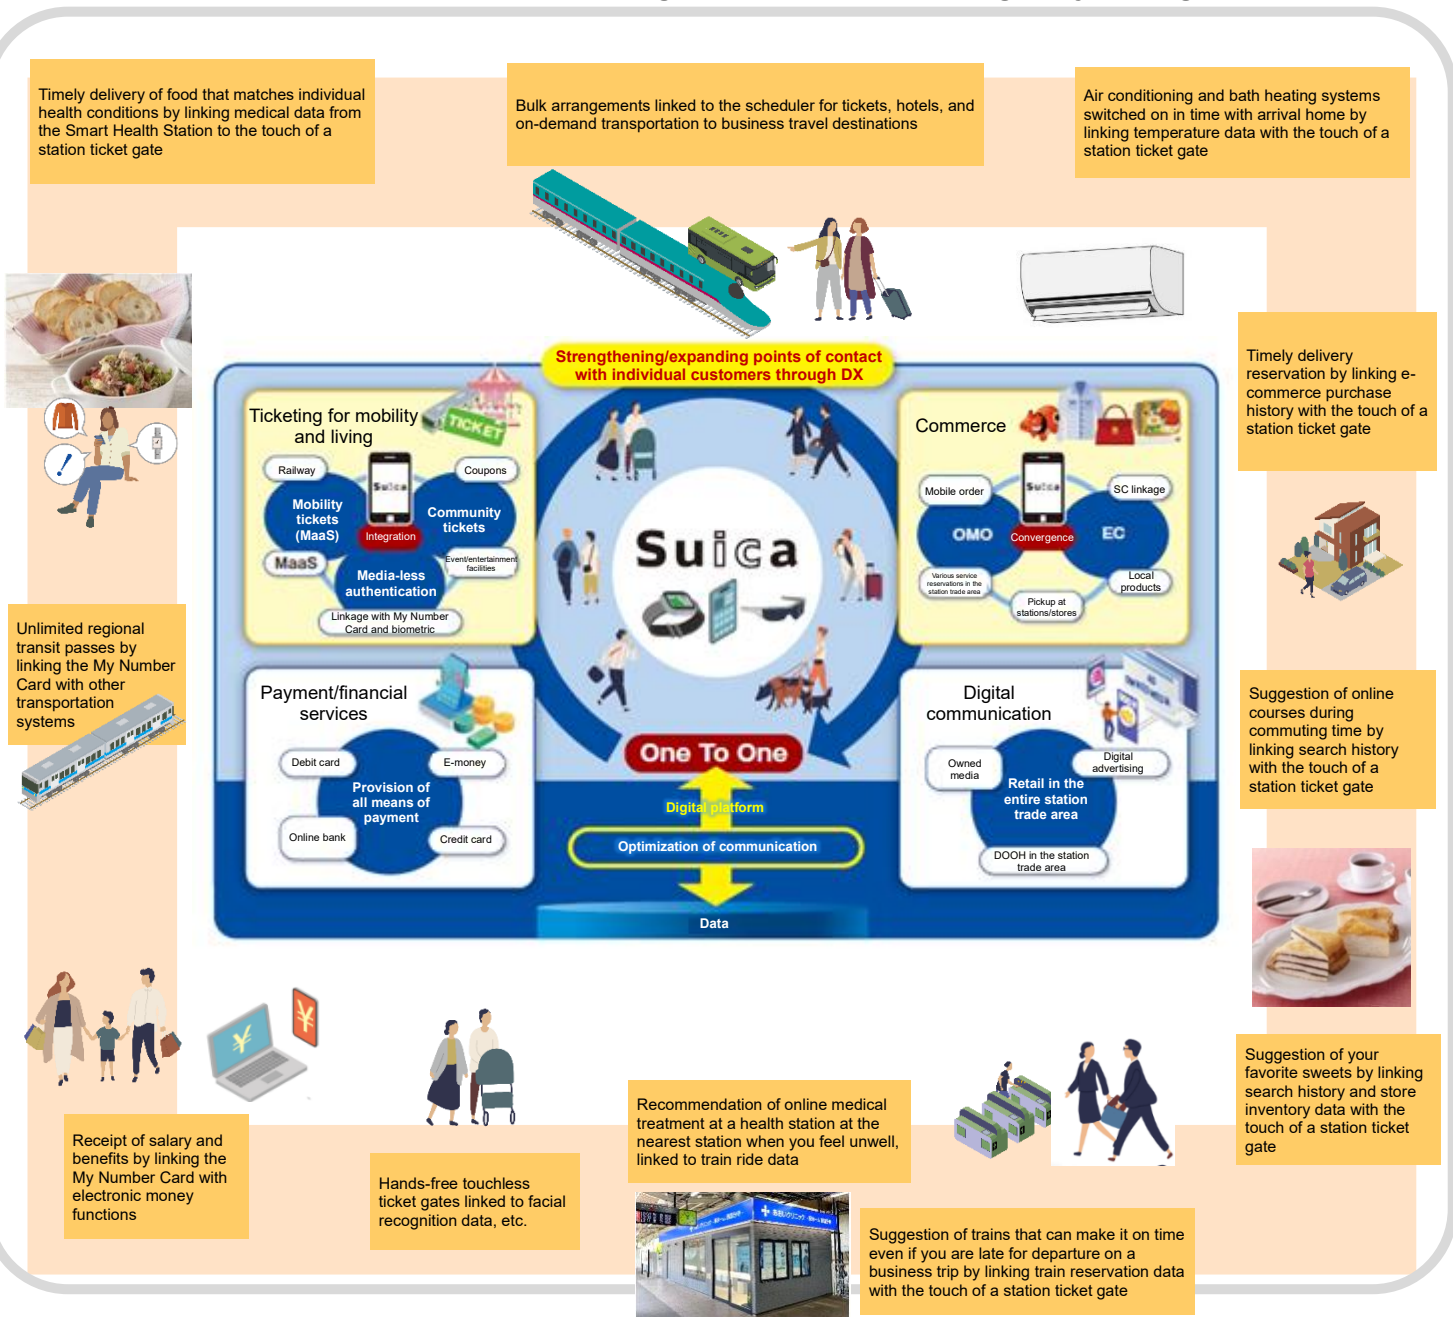 Timely delivery of food that matches individual
health conditions by linking medical data from
the Smart Health Station to the touch of a
station ticket gate
Bulk arrangements linked to the scheduler for tickets, hotels, and
on-demand transportation to business travel destinations
Air conditioning and bath heating systems
switched on in time with arrival home by
linking temperature data with the touch of a
station ticket gate
Strengthening/expanding points of contact
with individual customers through DX
Ticketing for mobility
and living
TICKET
Railway
Coupons
Suica
Mobility
tickets
(MaaS)
Community
tickets
Integration
MaaS
Event/entertainment
facilities
Media-less
authentication
Linkage with My Number
Card and biometric
Suica
Commerce
Mobile order
SC linkage
Suica
OMO
Convergence
EC
Various service
reservations in the
station trade area
Local
products
Pickup at
stations/stores
Timely delivery
reservation by linking e-
commerce purchase
history with the touch of a
station ticket gate
Unlimited regional
transit passes by
linking the My Number
Card with other
transportation
systems
Payment/financial
services
Debit card
E-money
Provision of
all means of
payment
Online bank
Credit card
One To One
Digital platform
Optimization of communication
Data
Digital
communication
Owned
media
Digital
advertising
Retail in the
entire station
trade area
DOOH in the station
trade area
Suggestion of online
courses during
commuting time by
linking search history
with the touch of a
station ticket gate
¥
¥
Suggestion of your
favorite sweets by linking
search history and store
inventory data with the
touch of a station ticket
gate
Receipt of salary and
benefits by linking the
My Number Card with
electronic money
functions
Hands-free touchless
ticket gates linked to facial
recognition data, etc.
Recommendation of online medical
treatment at a health station at the
nearest station when you feel unwell,
linked to train ride data
Suggestion of trains that can make it on time
even if you are late for departure on a
business trip by linking train reservation data
with the touch of a station ticket gate